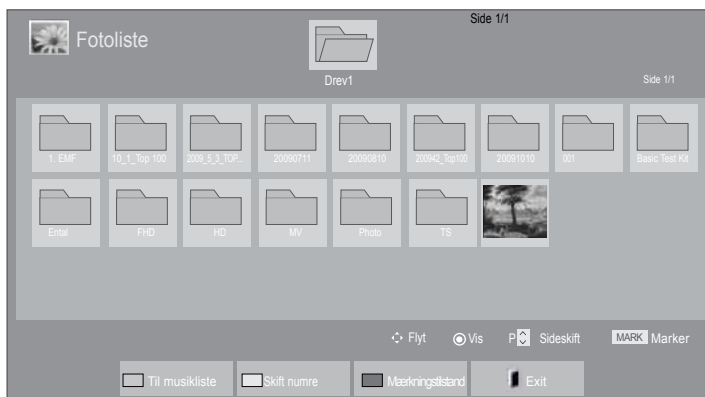 Side 1/1
Fotoliste
Drev1
Side 1/1
1. EMF
10_1_Top 100
2009_5_3_TOP...
20090711
20090810
200942_Top100
20091010
001
Basic Test Kit
Ental
FHD
HD
MV
Photo
TS
Flyt Vis P Sideskift MARK Marker
Til musikliste Skift numre Mærkningstilstand Exit